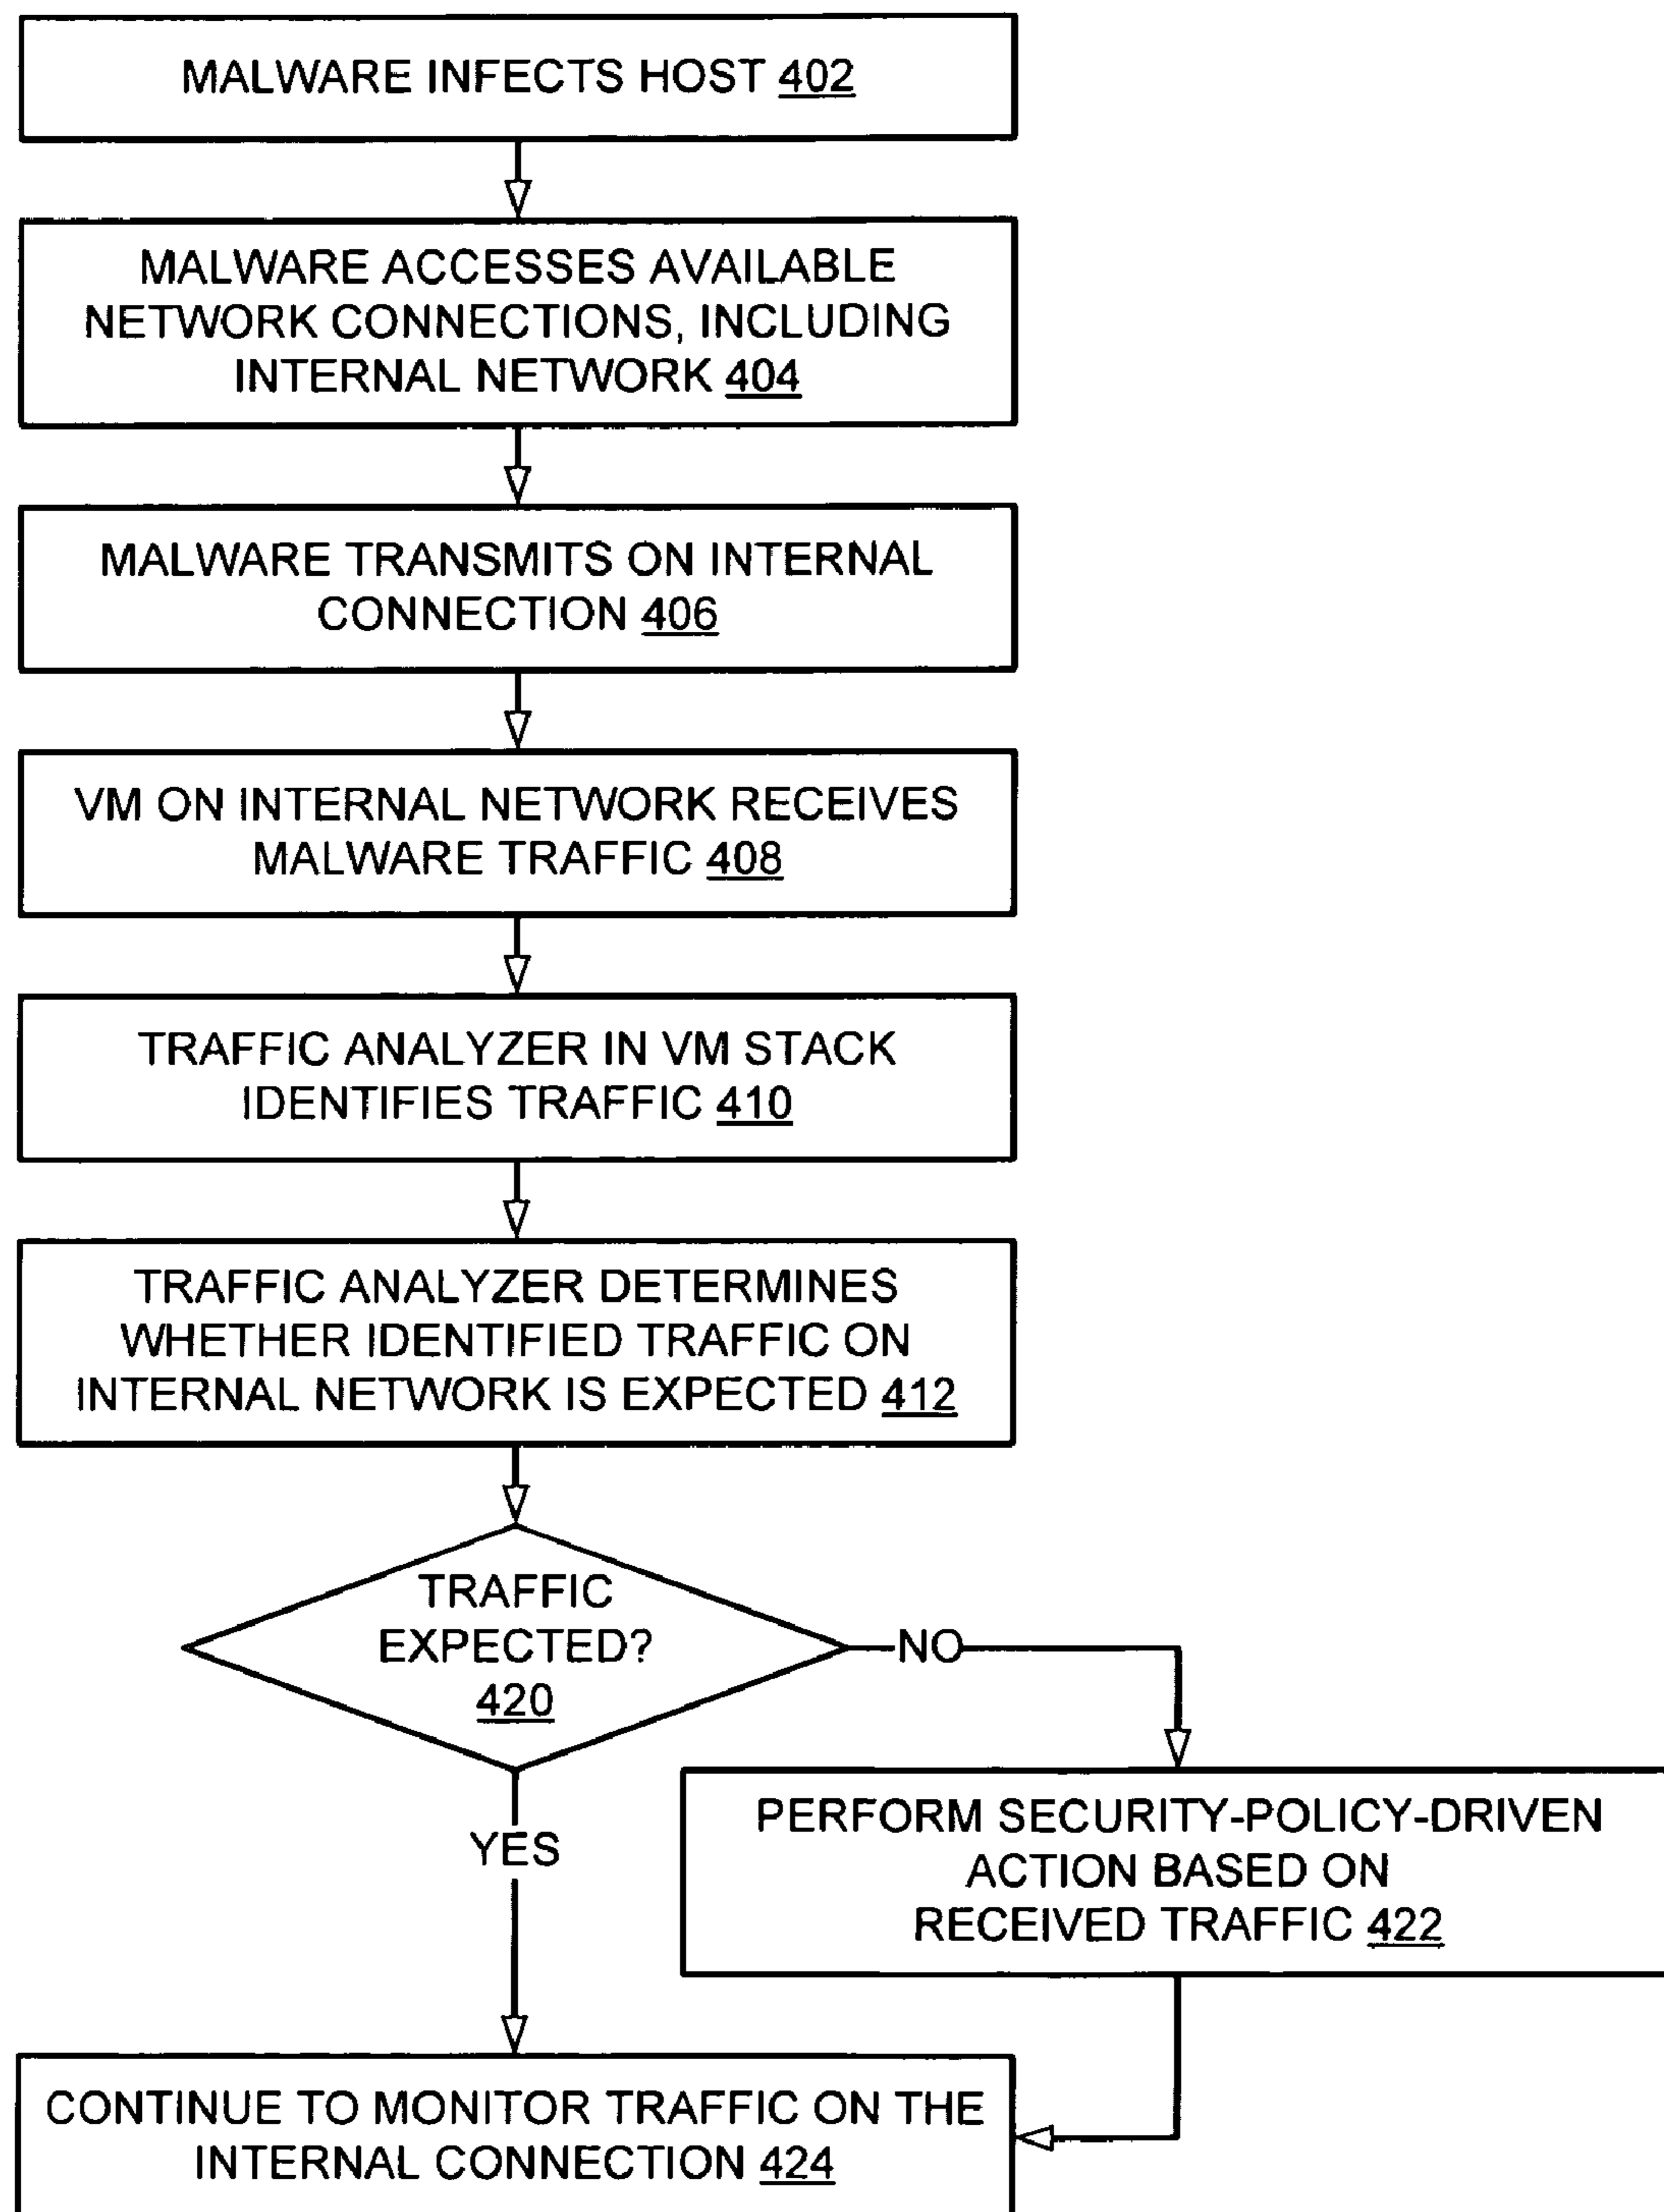 MALWARE INFECTS HOST 402
MALWARE ACCESSES AVAILABLE
NETWORK CONNECTIONS, INCLUDING
INTERNAL NETWORK 404
MALWARE TRANSMITS ON INTERNAL
CONNECTION 406
VM ON INTERNAL NETWORK RECEIVES
MALWARE TRAFFIC 408
TRAFFIC ANALYZER IN VM STACK
IDENTIFIES TRAFFIC 410
TRAFFIC ANALYZER DETERMINES
WHETHER IDENTIFIED TRAFFIC ON
INTERNAL NETWORK IS EXPECTED 412
TRAFFIC
EXPECTED?
420
NO
YES
PERFORM SECURITY-POLICY-DRIVEN
ACTION BASED ON
RECEIVED TRAFFIC 422
CONTINUE TO MONITOR TRAFFIC ON THE
INTERNAL CONNECTION 424